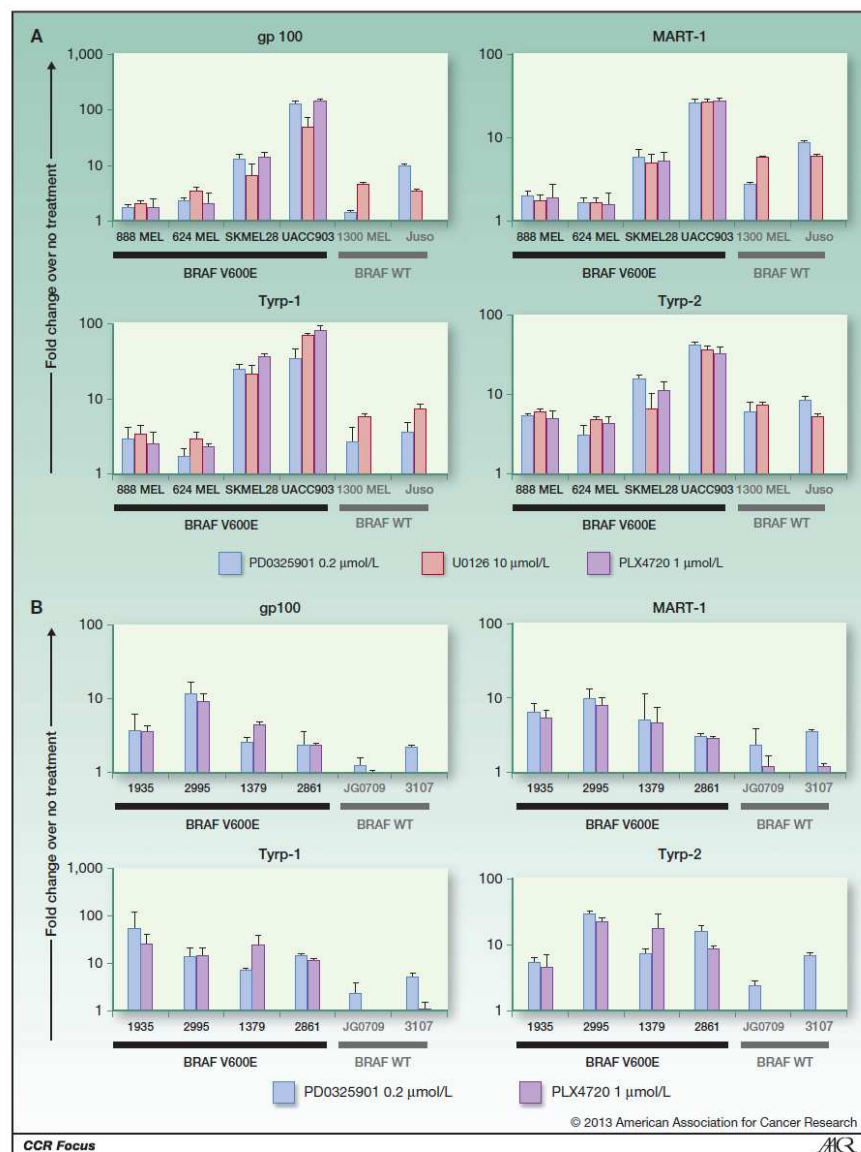 A
gp 100
MART-1
1,000
100
10
1
100
10
1
888 MEL 624 MEL SKMEL28 UACC903 1300 MEL Juso
888 MEL 624 MEL SKMEL28 UACC903 1300 MEL Juso
BRAF V600E BRAF WT
BRAF V600E BRAF WT
Fold change over no treatment
Tyrp-1
Tyrp-2
100
10
1
100
10
1
888 MEL 624 MEL SKMEL28 UACC903 1300 MEL Juso
888 MEL 624 MEL SKMEL28 UACC903 1300 MEL Juso
BRAF V600E BRAF WT
BRAF V600E BRAF WT
PD0325901 0.2 μmol/L U0126 10 μmol/L PLX4720 1 μmol/L
B
gp100
MART-1
100
10
1
100
10
1
1935 2995 1379 2861 JG0709 3107
1935 2995 1379 2861 JG0709 3107
BRAF V600E BRAF WT
BRAF V600E BRAF WT
Fold change over no treatment
Tyrp-1
Tyrp-2
1,000
100
10
1
100
10
1
1935 2995 1379 2861 JG0709 3107
1935 2995 1379 2861 JG0709 3107
BRAF V600E BRAF WT
BRAF V600E BRAF WT
PD0325901 0.2 μmol/L PLX4720 1 μmol/L
© 2013 American Association for Cancer Research
CCR Focus
AACR